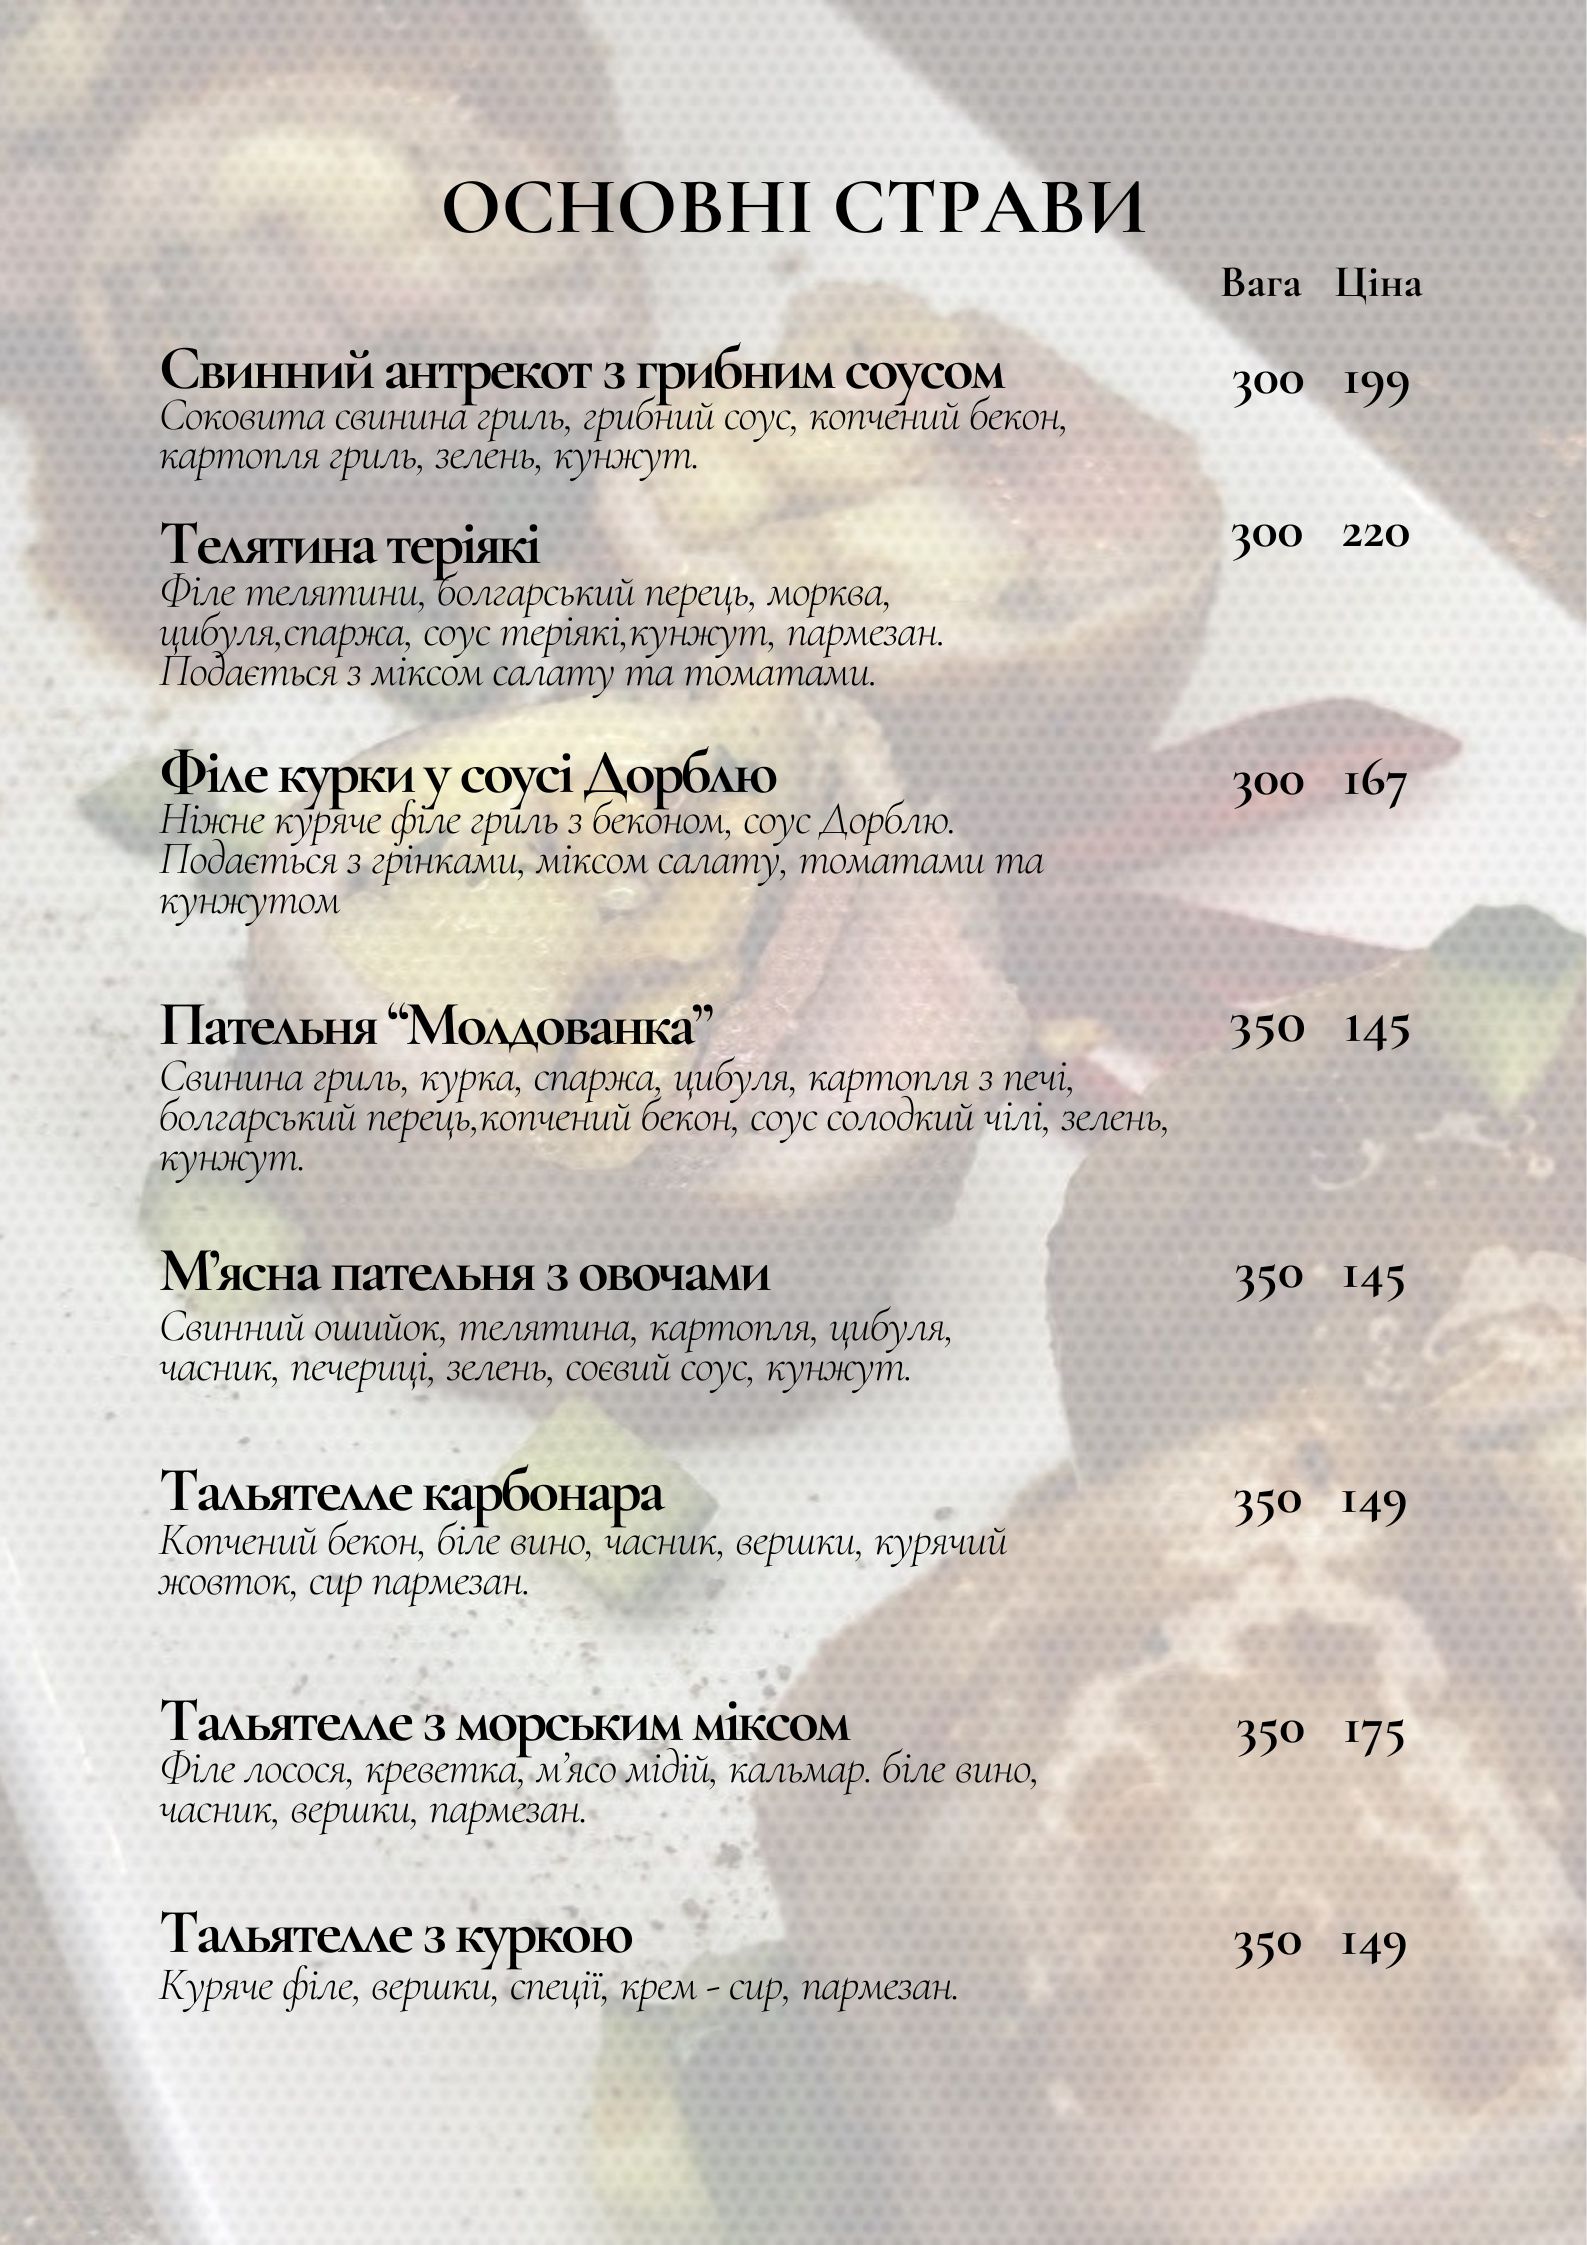 ОСНОВНІ СТРАВИ
Вага Ціна
Свинний антрекот з грибним соусом 300 199
Соковита свинина гриль, грибний соус, копчений бекон,
картопля гриль, зелень, кунжут.
Телятина теріякі 300 220
Філе телятини, болгарський перець, морква,
цибуля,спаржа, соус теріякі,кунжут, пармезан.
Подається з міксом салату та томатами.
Філе курки у соусі Дорблю 300 167
Ніжне куряче філе гриль з беконом, соус Дорблю.
Подається з грінками, міксом салату, томатами та
кунжутом
Пательня “Молдованка” 350 145
Свинина гриль, курка, спаржа, цибуля, картопля з печі,
болгарський перець,копчений бекон, соус солодкий чілі, зелень,
кунжут.
М’ясна пательня з овочами 350 145
Свинний ошийок, телятина, картопля, цибуля,
часник, печериці, зелень, соєвий соус, кунжут.
Тальятелле карбонара 350 149
Копчений бекон, біле вино, часник, вершки, курячий
жовток, сир пармезан.
Тальятелле з морським міксом 350 175
Філе лосося, креветка, м’ясо мідій, кальмар. біле вино,
часник, вершки, пармезан.
Тальятелле з куркою 350 149
Куряче філе, вершки, спеції, крем - сир, пармезан.